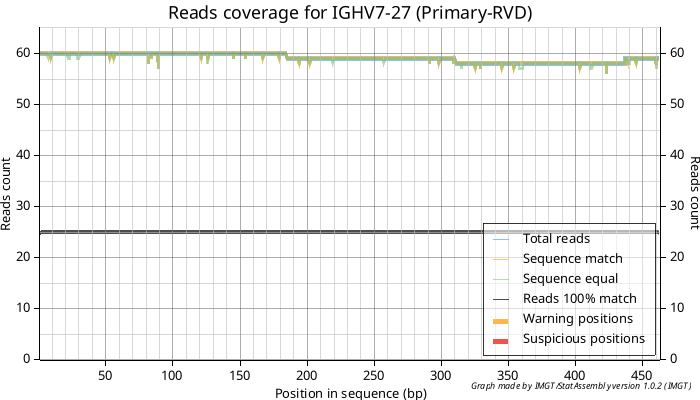 Reads coverage for IGHV7-27 (Primary-RVD)
60 60
50 50
40 40
30 30
20 20
10 10
0 0
Reads count
Reads count
Total reads
Sequence match
Sequence equal
Reads 100% match
Warning positions
Suspicious positions
50 100 150 200 250 300 350 400 450
Position in sequence (bp)
Graph made by IMGT/StatAssembly version 1.0.2 (IMGT)